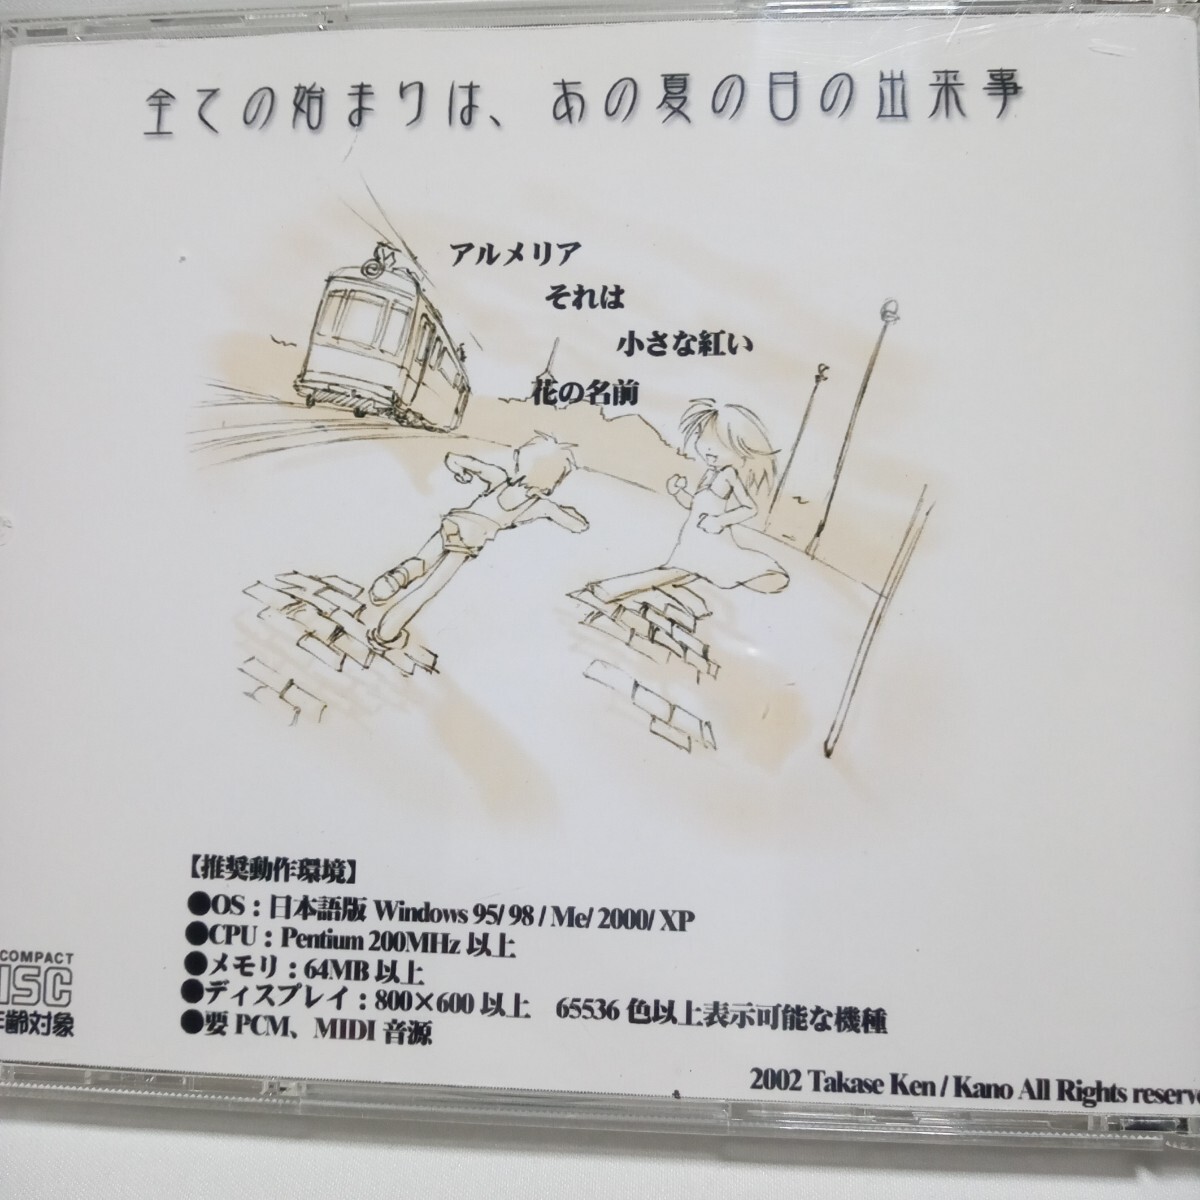 全ての始まりは、あの夏の日の出来事
アルメリア
それは
小さな紅い
花の名前
【推奨動作環境】
●OS：日本語版 Windows 95/ 98 / Me/ 2000/ XP
●CPU：Pentium 200MHz 以上
●メモリ：64MB 以上
●ディスプレイ：800×600 以上　65536 色以上表示可能な機種
●要 PCM、MIDI 音源
COMPACT
年齢対象
2002 Takase Ken / Kano All Rights